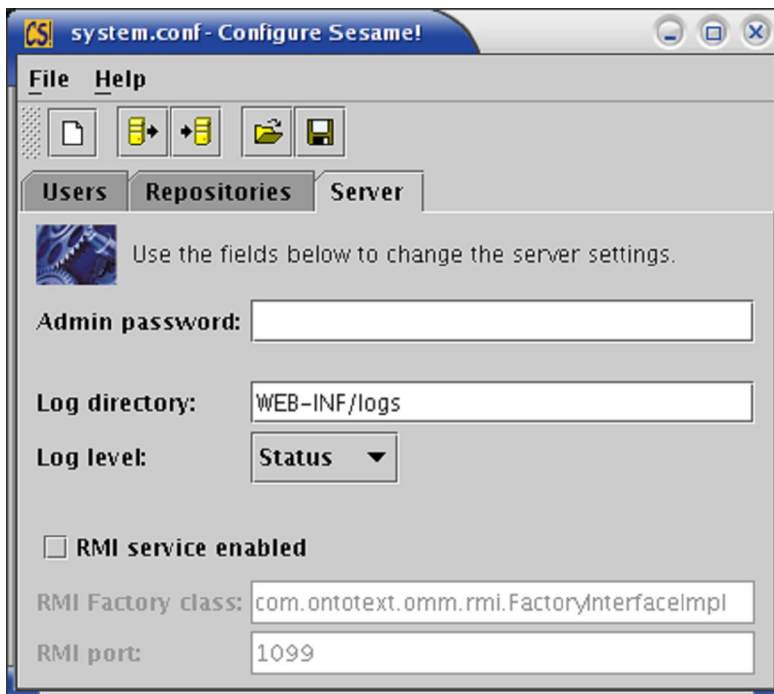 CS! system.conf - Configure Sesame!
File Help
Users Repositories Server
Use the fields below to change the server settings.
Admin password:
Log directory: WEB-INF/logs
Log level: Status
RMI service enabled
RMI Factory class: com.ontotext.omm.rmi.FactoryInterfaceImpl
RMI port: 1099